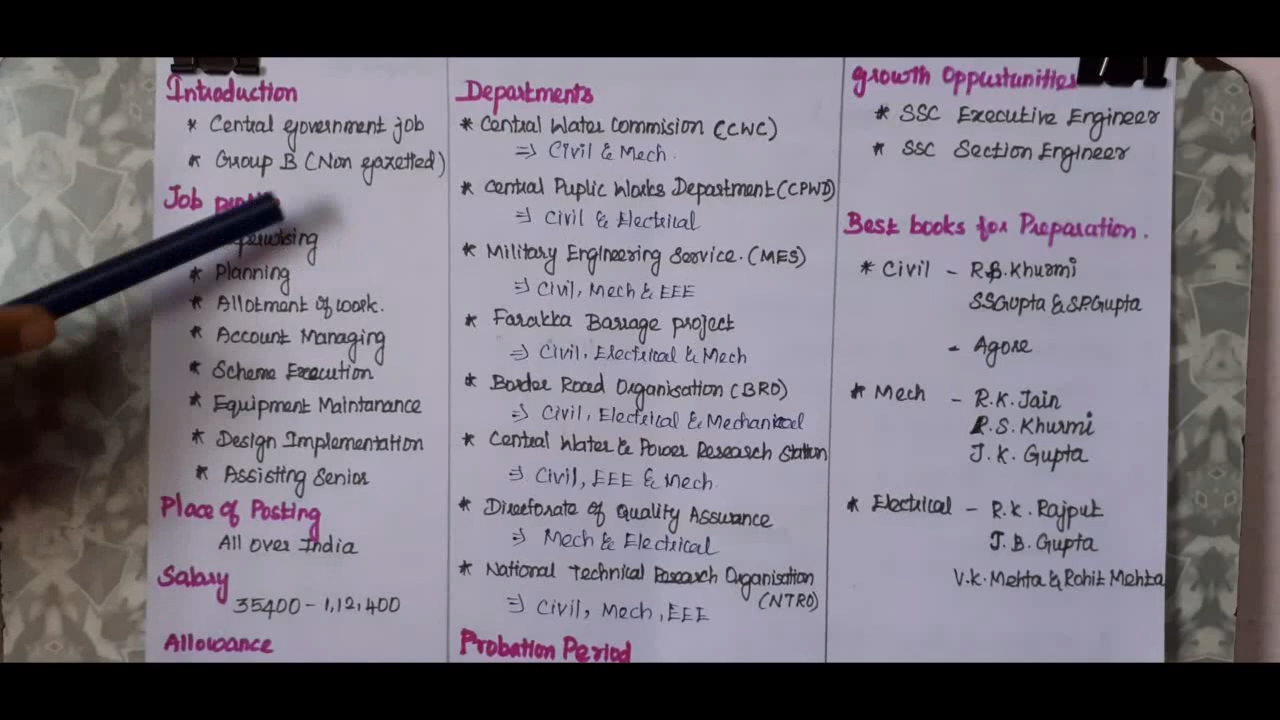 Introduction
* Central government job
* Group B (Non gazetted)
Job
* Planning
* Allotment of work.
* Account Managing
* Scheme Execution
* Equipment Maintanance
* Design Implementation
* Assisting Senior
Place of Posting
All over India
Salary
35400 - 1,12,400
Allowance
Departments
* Central Water Commision (CWC)
⇒ Civil & Mech.
* Central Puplic Works Department (CPWD)
⇒ Civil & Electrical
* Military Engineering Service. (MES)
⇒ Civil, Mech & EEE
* Farakka Barrage project
⇒ Civil, Electrical & Mech
* Border Road Organisation (BRO)
⇒ Civil, Electrical & Mechanical
* Central Water & Power Research Station
⇒ Civil, EEE & Mech.
* Directorate of Quality Assurance
⇒ Mech & Electrical
* National Technical Research Organisation
(NTRO)
⇒ Civil, Mech, EEE
Probation Period
Growth Oppurtunities
* SSC Executive Engineer
* SSC Section Engineer
Best books for Preparation.
* Civil - R.S.Khurmi
SSGupta & S.P.Gupta
- Agore
* Mech - R.K.Jain
R.S.Khurmi
J.K.Gupta
* Electrical - R.K.Rajput
J.B.Gupta
V.K.Mehta & Rohit Mehta